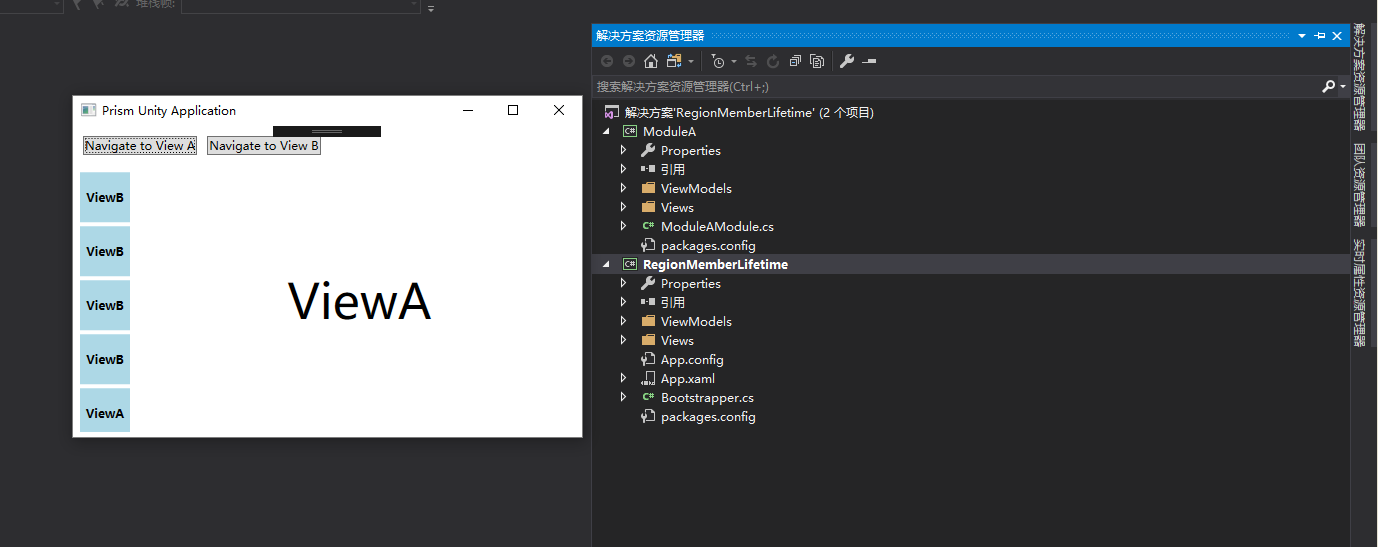 堆栈帧:
Prism Unity Application
Navigate to View A
Navigate to View B
ViewB
ViewB
ViewB
ViewB
ViewA
ViewA
解决方案资源管理器
搜索解决方案资源管理器(Ctrl+;)
解决方案'RegionMemberLifetime' (2 个项目)
C# ModuleA
Properties
引用
ViewModels
Views
C# ModuleAModule.cs
packages.config
C# RegionMemberLifetime
Properties
引用
ViewModels
Views
App.config
App.xaml
C# Bootstrapper.cs
packages.config
解决方案资源管理器
团队资源管理器
实时属性资源管理器